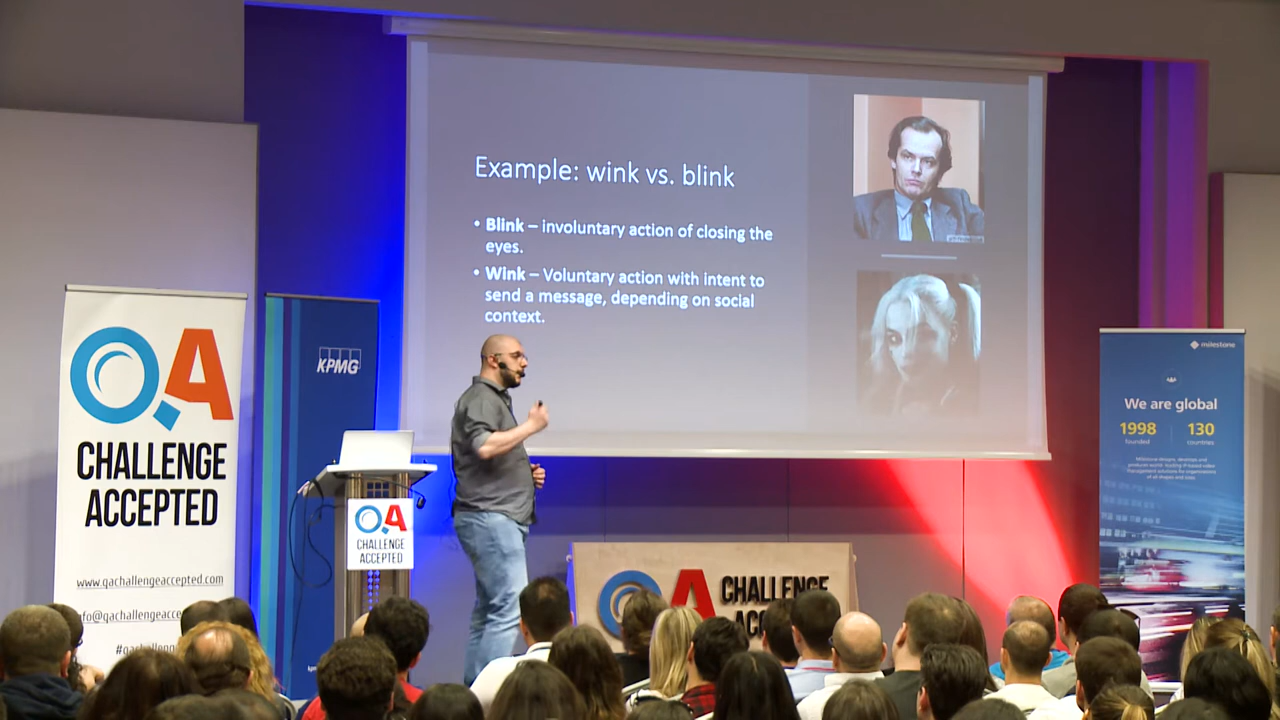 Example: wink vs. blink
• Blink – involuntary action of closing the
eyes.
• Wink – Voluntary action with intent to
send a message, depending on social
context.
QA
CHALLENGE
ACCEPTED
www.qachallengeaccepted.com
#qachallen
KPMG
QA
CHALLENGE
ACCEPTED
QA CHALLENGE
milestone
We are global
1998
founded
130
countries